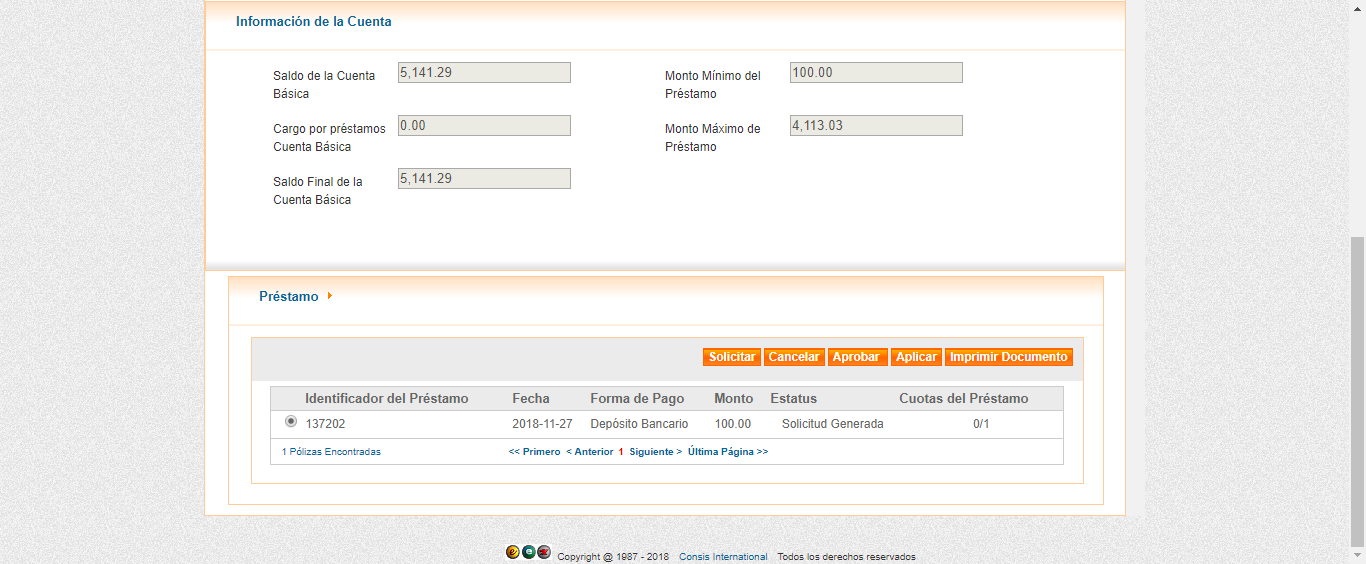 Información de la Cuenta
Saldo de la Cuenta Básica 5,141.29 Monto Mínimo del Préstamo 100.00
Cargo por préstamos Cuenta Básica 0.00 Monto Máximo de Préstamo 4,113.03
Saldo Final de la Cuenta Básica 5,141.29
Préstamo
Solicitar Cancelar Aprobar Aplicar Imprimir Documento
Identificador del Préstamo Fecha Forma de Pago Monto Estatus Cuotas del Préstamo
137202 2018-11-27 Depósito Bancario 100.00 Solicitud Generada 0/1
1 Pólizas Encontradas << Primero < Anterior 1 Siguiente > Última Página >>
Copyright @ 1987 - 2018 Consis International Todos los derechos reservados